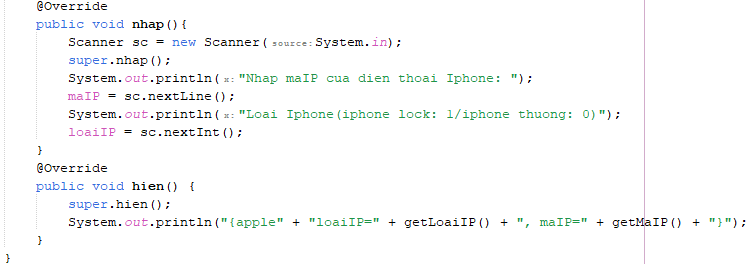 @Override
public void nhap(){
Scanner sc = new Scanner( source: System.in);
super.nhap();
System.out.println( x: "Nhap maIP cua dien thoai Iphone: ");
maIP = sc.nextLine();
System.out.println( x: "Loai Iphone(iphone lock: 1/iphone thuong: 0)");
loaiIP = sc.nextInt();
}
@Override
public void hien() {
super.hien();
System.out.println("{apple" + "loaiIP=" + getLoaiIP() + ", maIP=" + getMaIP() + "}");
}
}